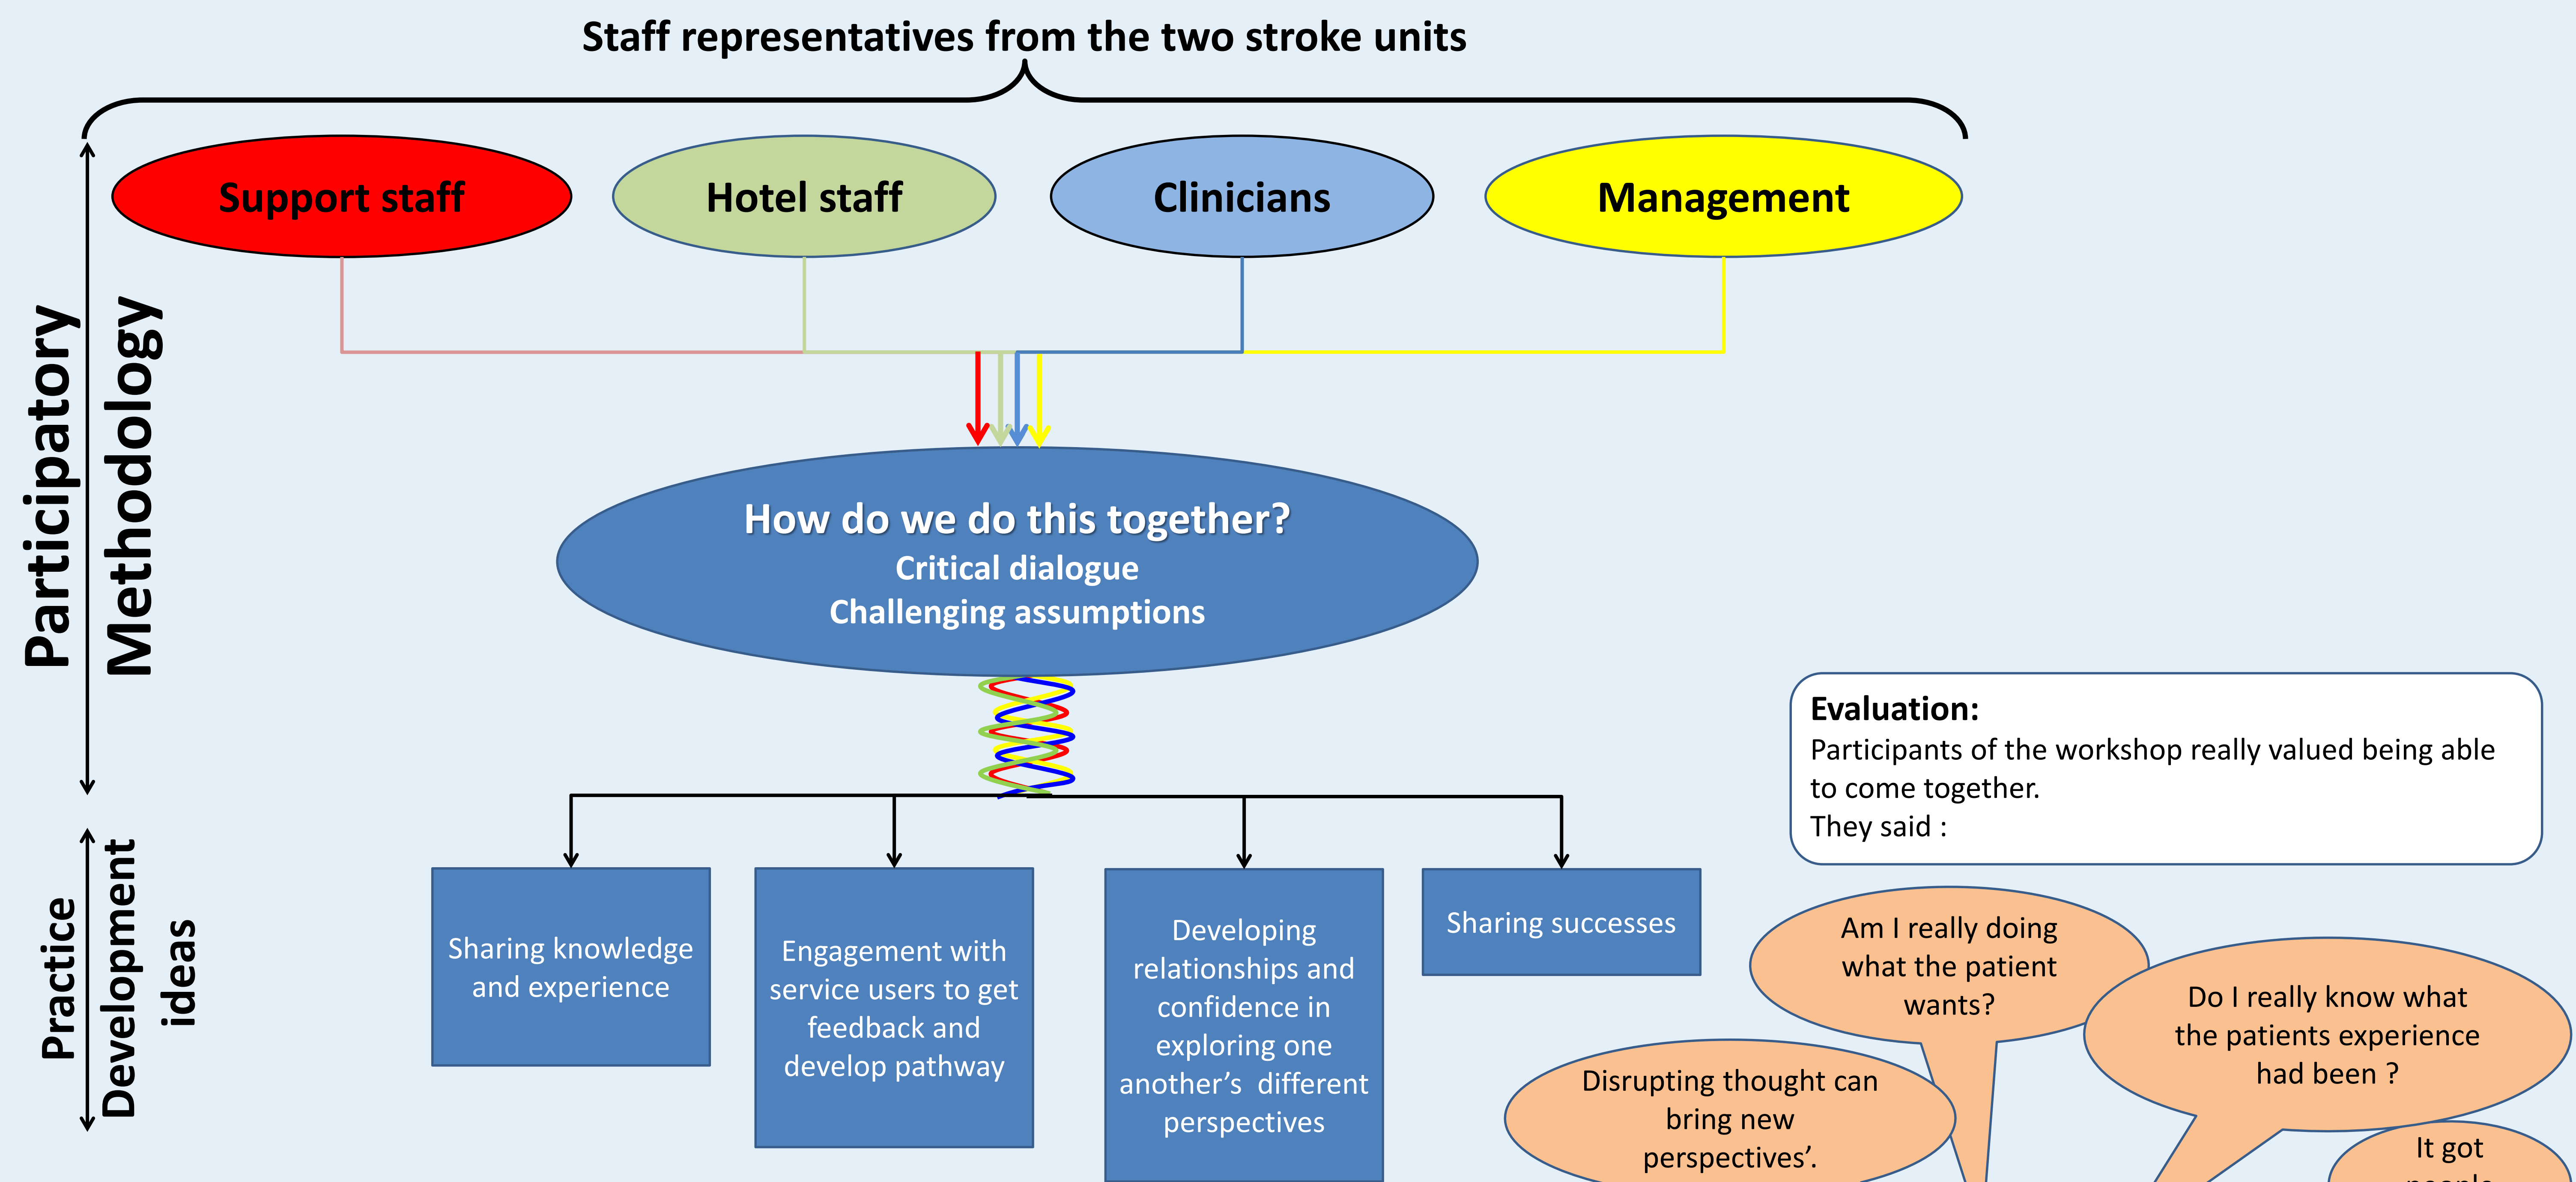 Staff representatives from the two stroke units
Support staff
Hotel staff
Clinicians
Management
Participatory
Methodology
How do we do this together?
Critical dialogue
Challenging assumptions
Evaluation:
Participants of the workshop really valued being able
to come together.
They said :
Practice
Development
ideas
Sharing knowledge
and experience
Engagement with
service users to get
feedback and
develop pathway
Developing
relationships and
confidence in
exploring one
another’s  different
perspectives
Sharing successes
Am I really doing
what the patient
wants?
Do I really know what
the patients experience
had been ?
Disrupting thought can
bring new
perspectives’.
It got
people